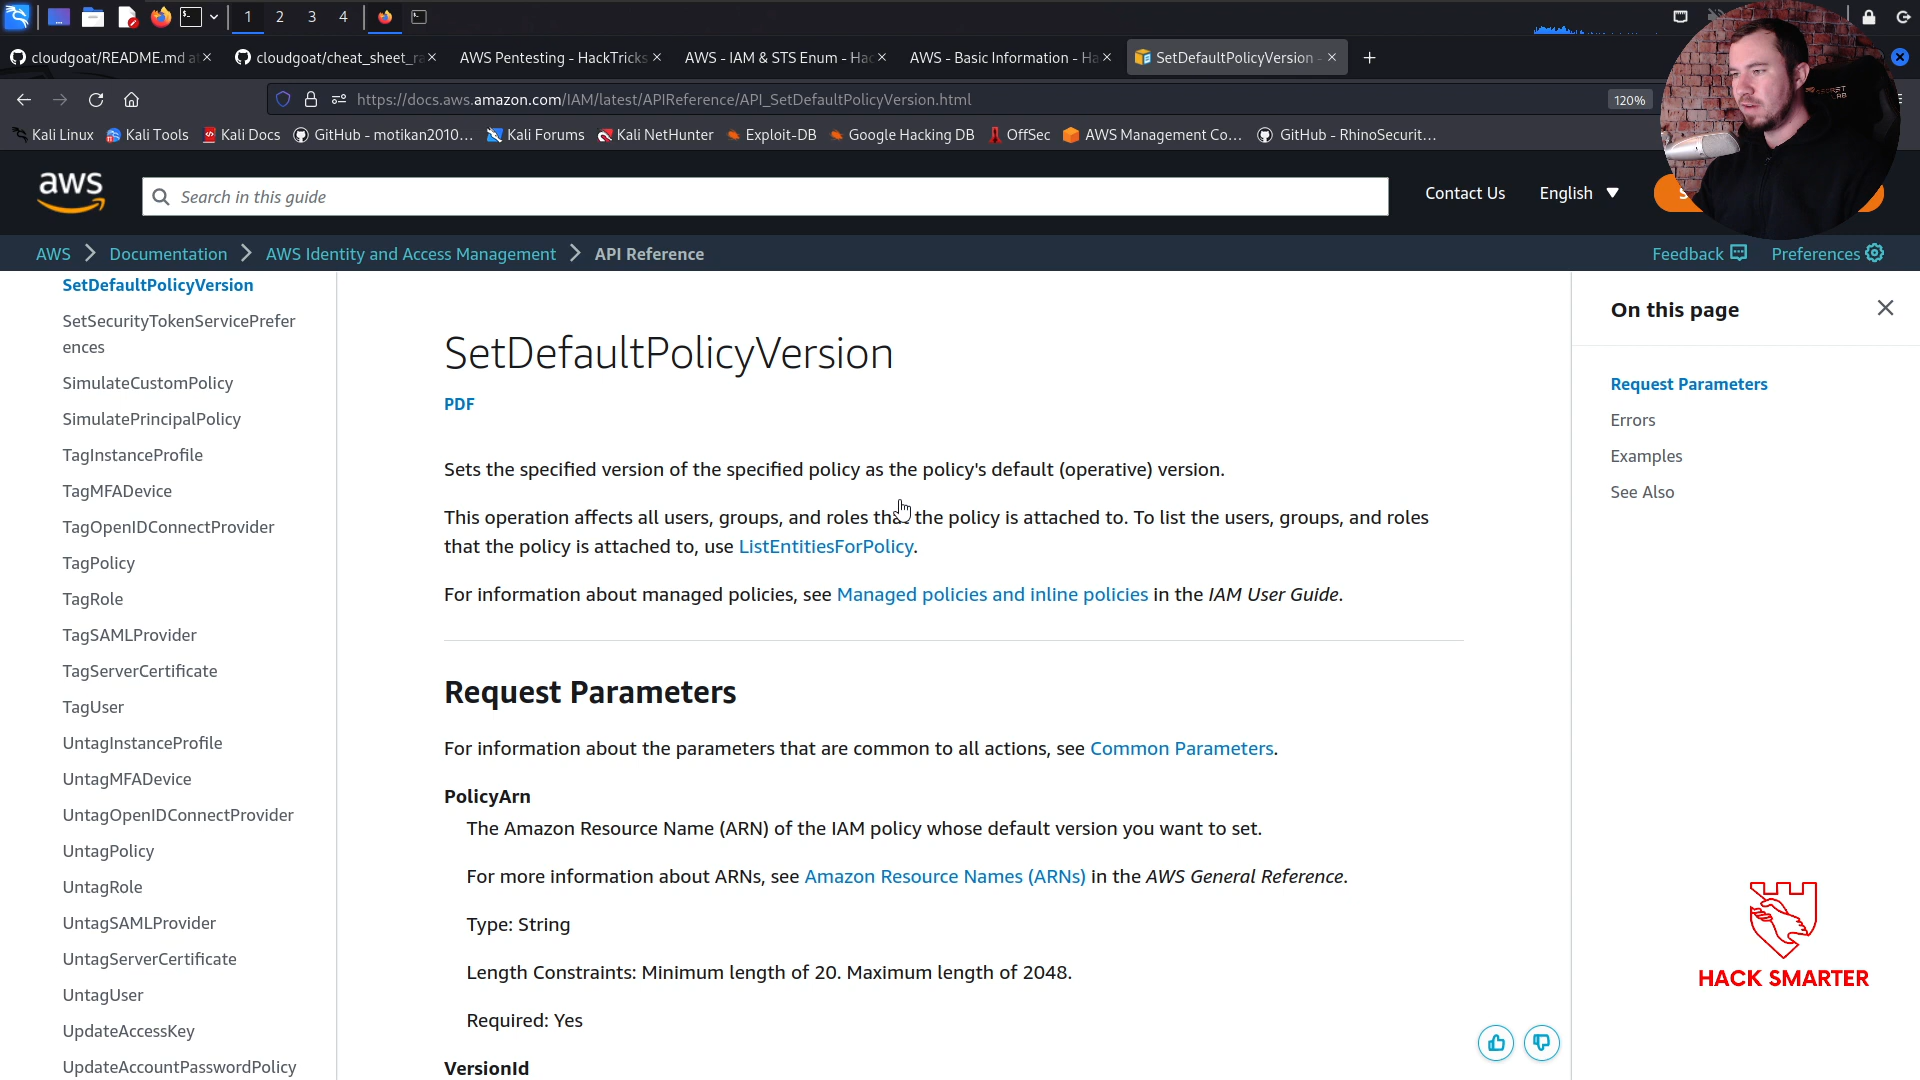 1 2 3 4
cloudgoat/README.md at
cloudgoat/cheat_sheet_ra
AWS Pentesting - HackTricks
AWS - IAM & STS Enum - Hac
AWS - Basic Information - Ha
SetDefaultPolicyVersion -
https://docs.aws.amazon.com/IAM/latest/APIReference/API_SetDefaultPolicyVersion.html
120%
Kali Linux
Kali Tools
Kali Docs
GitHub - motikan2010...
Kali Forums
Kali NetHunter
Exploit-DB
Google Hacking DB
OffSec
AWS Management Co...
GitHub - RhinoSecurit...
aws
Search in this guide
Contact Us
English
AWS > Documentation > AWS Identity and Access Management > API Reference
Feedback
Preferences
SetDefaultPolicyVersion
SetSecurityTokenServicePrefer
ences
SimulateCustomPolicy
SimulatePrincipalPolicy
TagInstanceProfile
TagMFADevice
TagOpenIDConnectProvider
TagPolicy
TagRole
TagSAMLProvider
TagServerCertificate
TagUser
UntagInstanceProfile
UntagMFADevice
UntagOpenIDConnectProvider
UntagPolicy
UntagRole
UntagSAMLProvider
UntagServerCertificate
UntagUser
UpdateAccessKey
UpdateAccountPasswordPolicy
SetDefaultPolicyVersion
PDF
Sets the specified version of the specified policy as the policy's default (operative) version.
This operation affects all users, groups, and roles that the policy is attached to. To list the users, groups, and roles
that the policy is attached to, use ListEntitiesForPolicy.
For information about managed policies, see Managed policies and inline policies in the IAM User Guide.
Request Parameters
For information about the parameters that are common to all actions, see Common Parameters.
PolicyArn
The Amazon Resource Name (ARN) of the IAM policy whose default version you want to set.
For more information about ARNs, see Amazon Resource Names (ARNs) in the AWS General Reference.
Type: String
Length Constraints: Minimum length of 20. Maximum length of 2048.
Required: Yes
VersionId
On this page
Request Parameters
Errors
Examples
See Also
HACK SMARTER